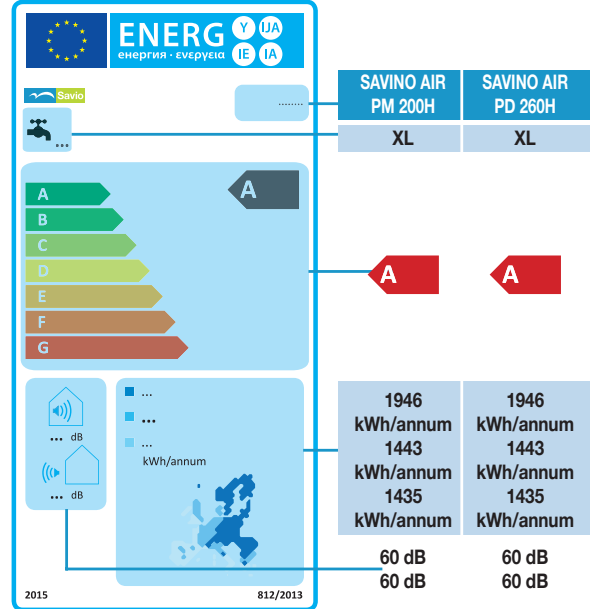 ENERG Y IJA
енергия · ενεργεια IE IA
Savio
........
SAVINO AIR PM 200H
SAVINO AIR PD 260H
...
XL
XL
A
A
B
C
D
E
F
G
A
A
...
...
...
kWh/annum
... dB
... dB
1946 kWh/annum
1443 kWh/annum
1435 kWh/annum
1946 kWh/annum
1443 kWh/annum
1435 kWh/annum
60 dB
60 dB
60 dB
60 dB
2015
812/2013